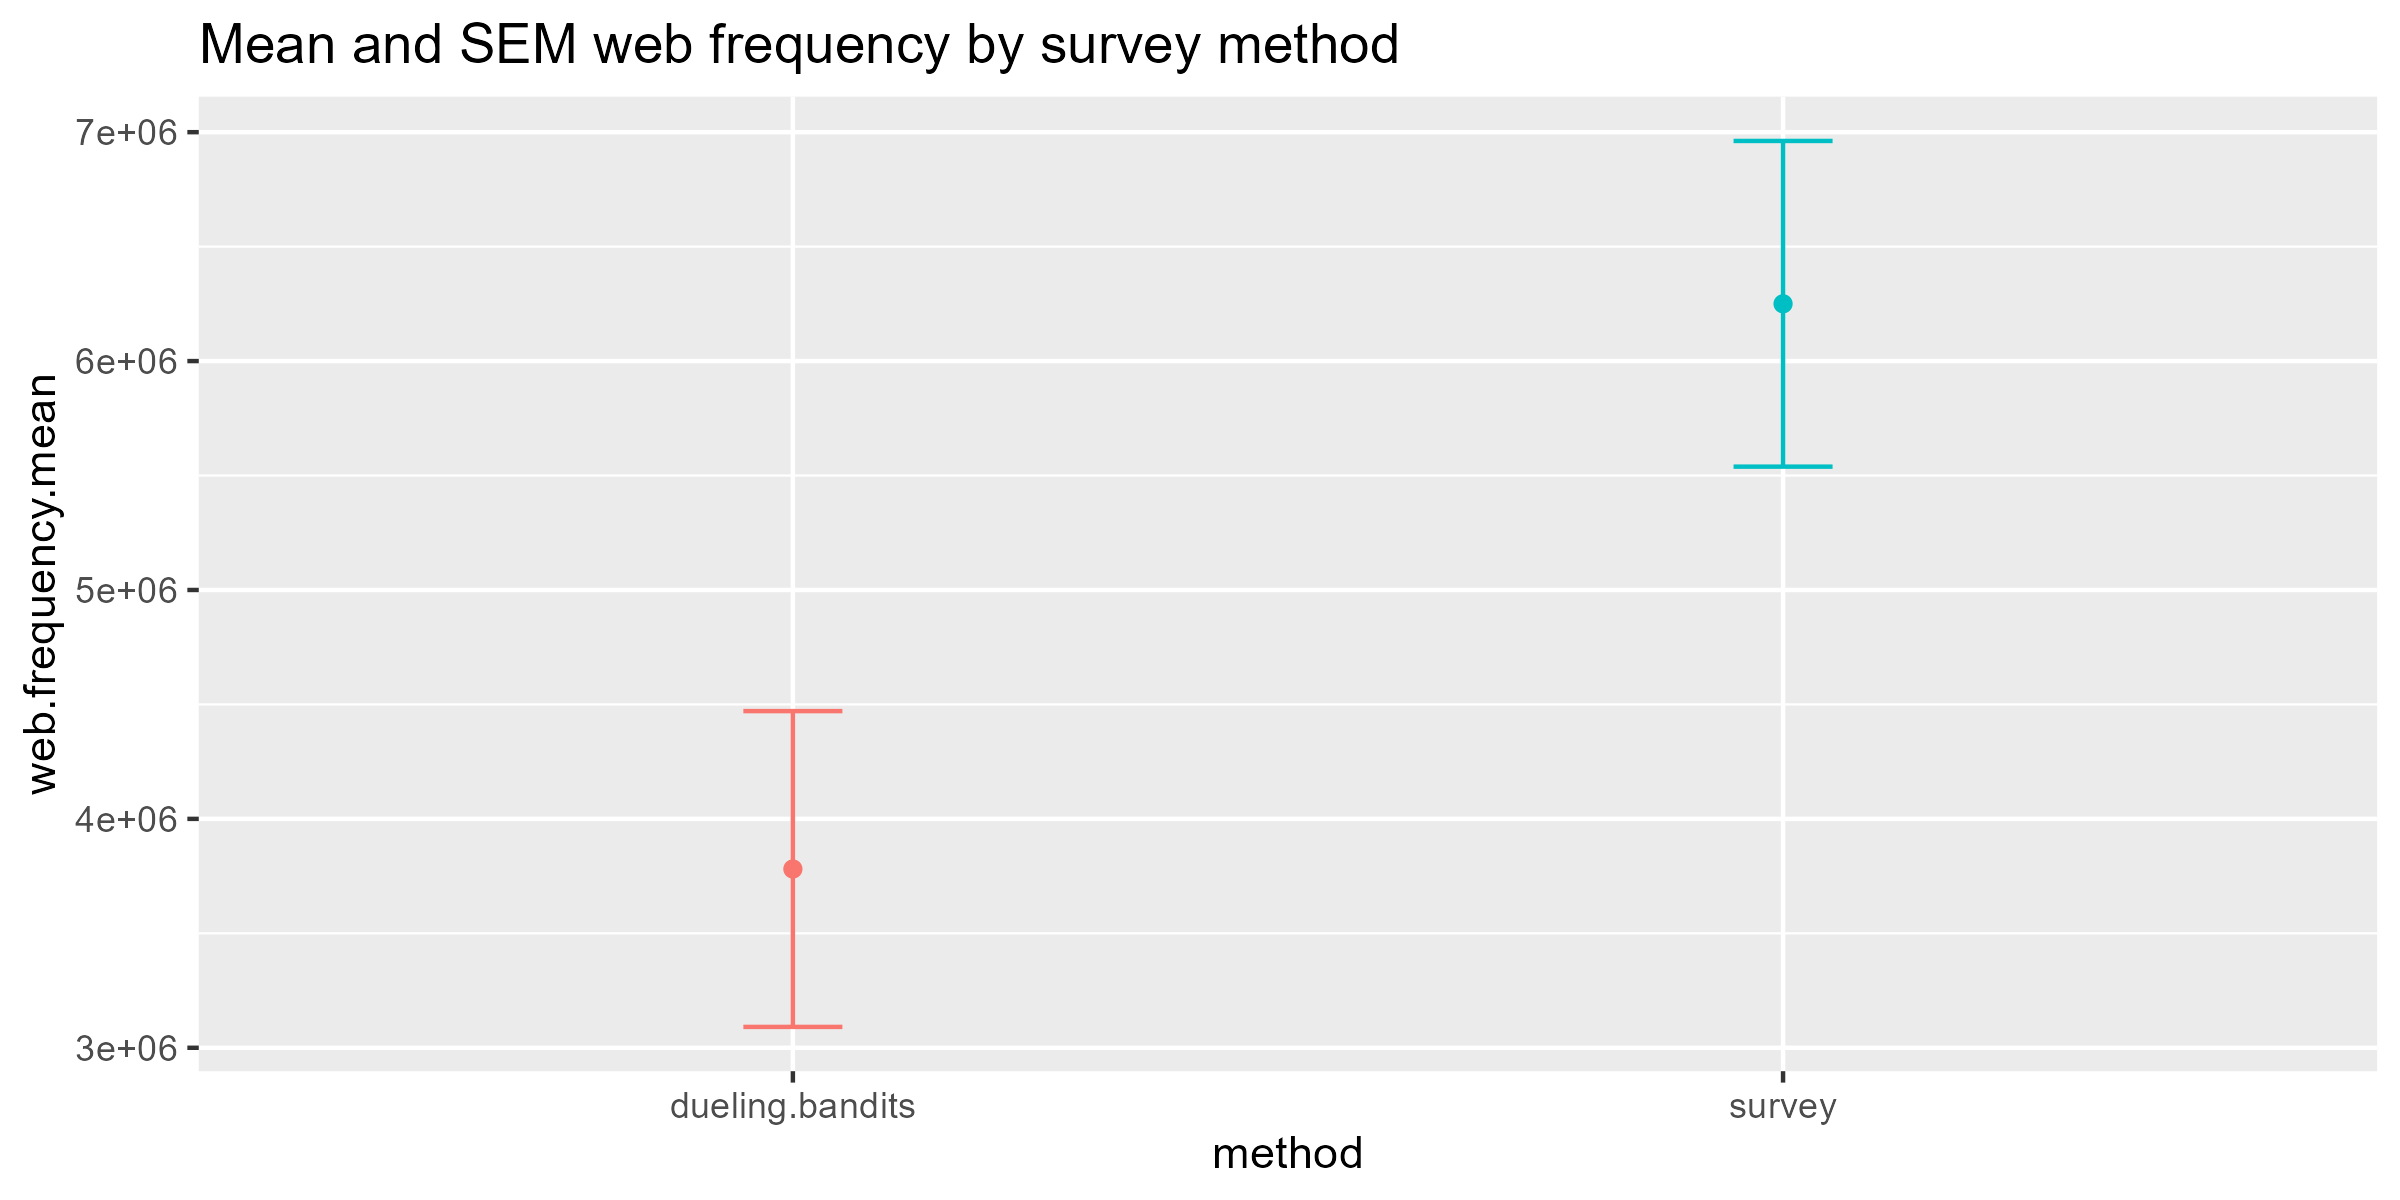 Mean and SEM web frequency by survey method
web.frequency.mean
7e+06
6e+06
5e+06
4e+06
3e+06
dueling.bandits
survey
method